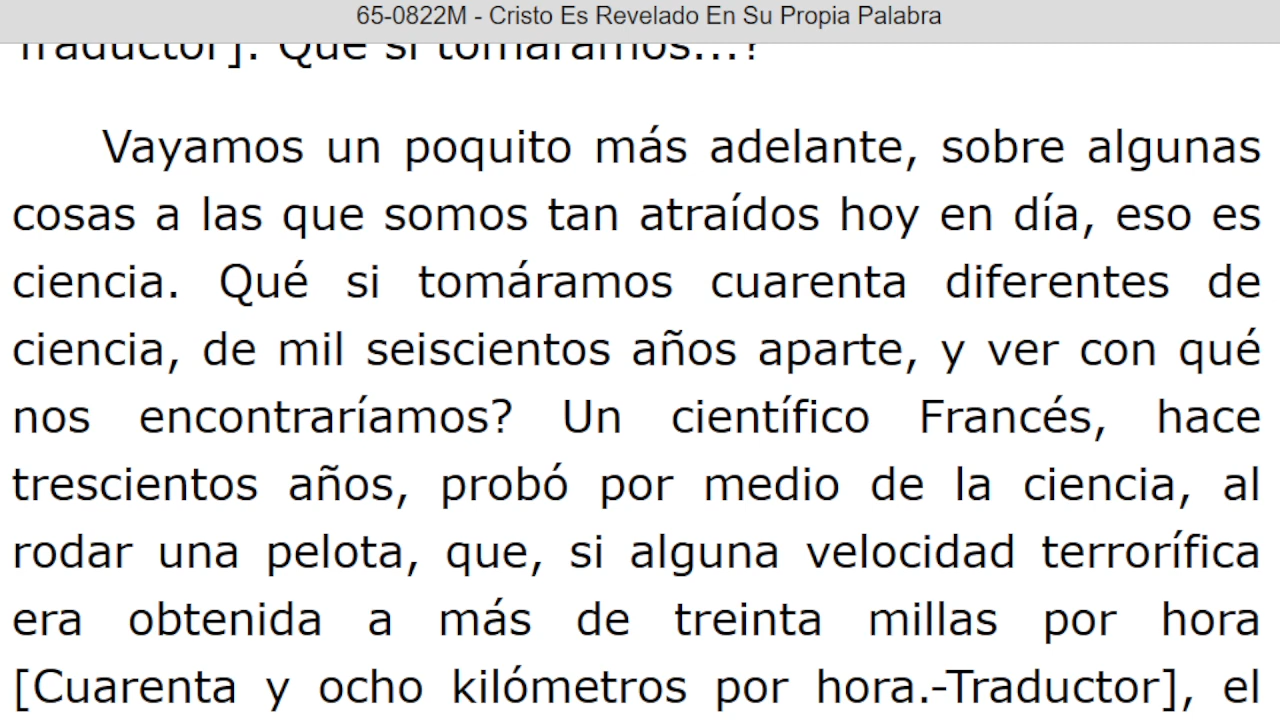 65-0822M - Cristo Es Revelado En Su Propia Palabra
Traductor]. Qué si tomáramos...?
Vayamos un poquito más adelante, sobre algunas
cosas a las que somos tan atraídos hoy en día, eso es
ciencia. Qué si tomáramos cuarenta diferentes de
ciencia, de mil seiscientos años aparte, y ver con qué
nos encontraríamos? Un científico Francés, hace
trescientos años, probó por medio de la ciencia, al
rodar una pelota, que, si alguna velocidad terrorífica
era obtenida a más de treinta millas por hora
[Cuarenta y ocho kilómetros por hora.-Traductor], el